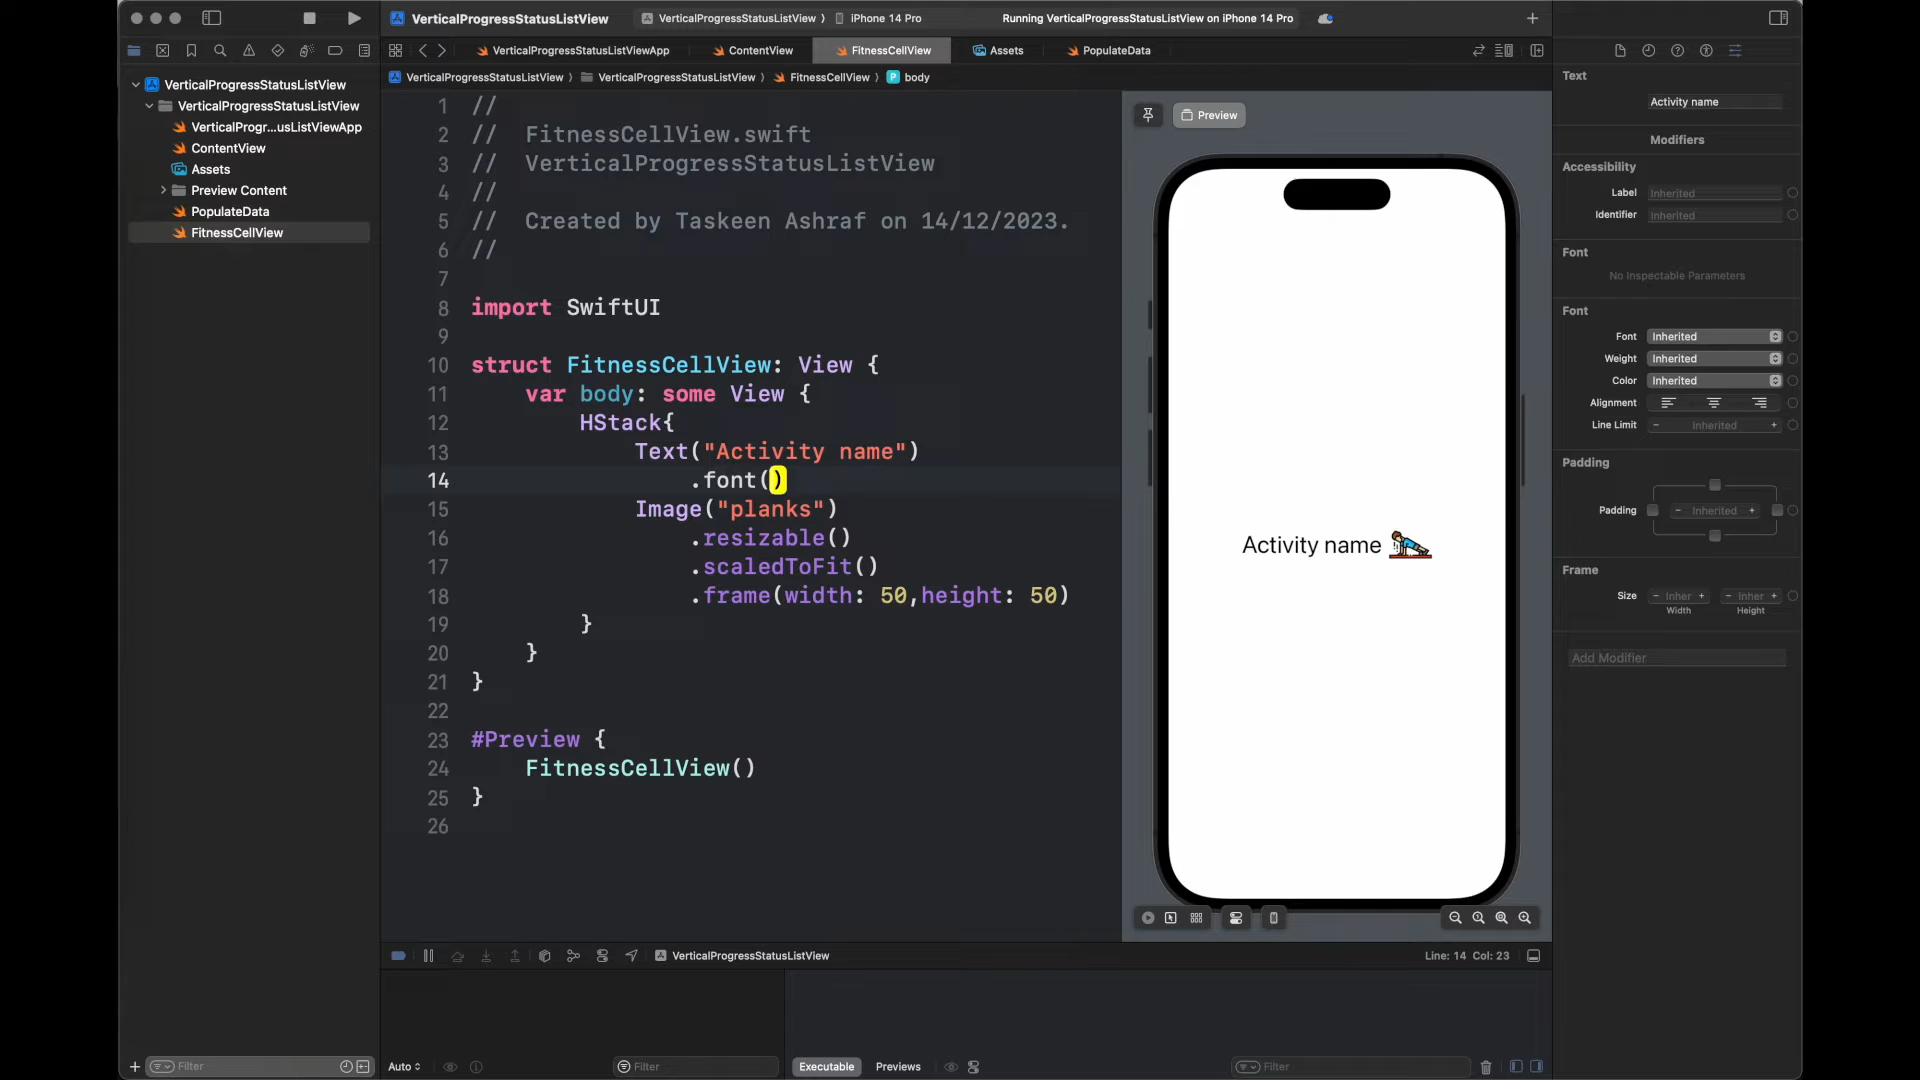 VerticalProgressStatusListView
VerticalProgressStatusListView 〉 iPhone 14 Pro
Running VerticalProgressStatusListView on iPhone 14 Pro
VerticalProgressStatusListViewApp
ContentView
FitnessCellView
Assets
PopulateData
VerticalProgressStatusListView 〉 VerticalProgressStatusListView 〉 FitnessCellView 〉 P body
VerticalProgressStatusListView
VerticalProgressStatusListView
VerticalProgr...usListViewApp
ContentView
Assets
Preview Content
PopulateData
FitnessCellView
1 //
2 // FitnessCellView.swift
3 // VerticalProgressStatusListView
4 //
5 // Created by Taskeen Ashraf on 14/12/2023.
6 //
7
8 import SwiftUI
9
10 struct FitnessCellView: View {
11 var body: some View {
12 HStack{
13 Text("Activity name")
14 .font()
15 Image("planks")
16 .resizable()
17 .scaledToFit()
18 .frame(width: 50,height: 50)
19 }
20 }
21 }
22
23 #Preview {
24 FitnessCellView()
25 }
26
Preview
Activity name
Text
Activity name
Modifiers
Accessibility
Label Inherited
Identifier Inherited
Font
No Inspectable Parameters
Font
Font Inherited
Weight Inherited
Color Inherited
Alignment
Line Limit − Inherited +
Padding
Padding − Inherited +
Frame
Size − Inher + − Inher +
Width Height
Add Modifier
VerticalProgressStatusListView
Line: 14 Col: 23
Filter
Auto
Filter
Executable Previews
Filter